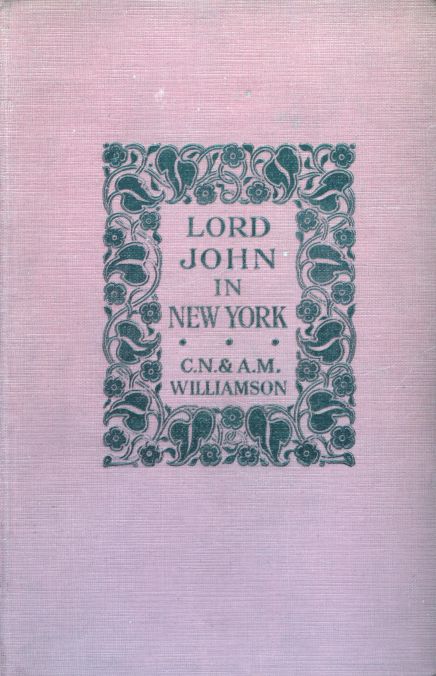 LORD
JOHN
IN
NEW YORK
C.N. & A.M.
WILLIAMSON